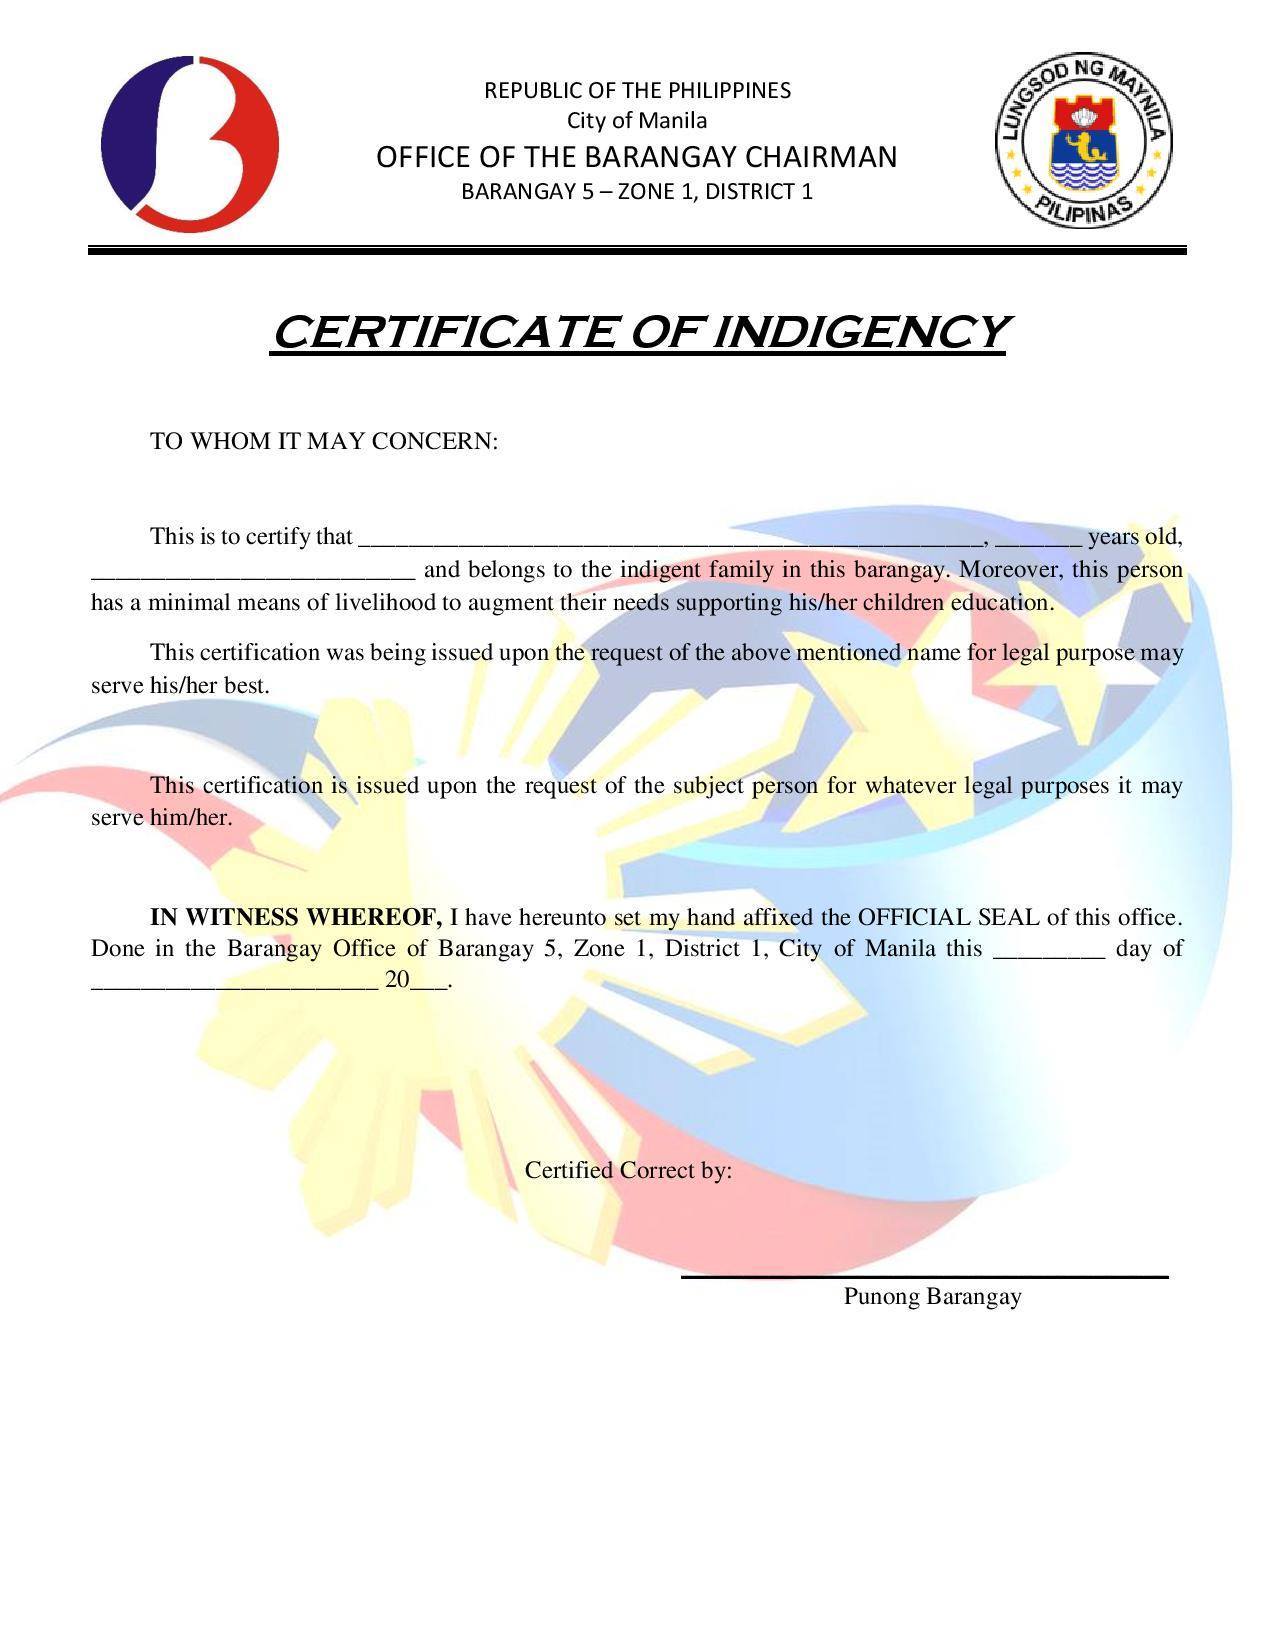 REPUBLIC OF THE PHILIPPINES
City of Manila
OFFICE OF THE BARANGAY CHAIRMAN
BARANGAY 5 – ZONE 1, DISTRICT 1
LUNGSOD NG MAYNILA
PILIPINAS
CERTIFICATE OF INDIGENCY
TO WHOM IT MAY CONCERN:
This is to certify that __________________________________________________, _______ years old,
__________________________ and belongs to the indigent family in this barangay. Moreover, this person
has a minimal means of livelihood to augment their needs supporting his/her children education.
This certification was being issued upon the request of the above mentioned name for legal purpose may
serve his/her best.
This certification is issued upon the request of the subject person for whatever legal purposes it may
serve him/her.
IN WITNESS WHEREOF, I have hereunto set my hand affixed the OFFICIAL SEAL of this office.
Done in the Barangay Office of Barangay 5, Zone 1, District 1, City of Manila this _________ day of
_______________________ 20___.
Certified Correct by:
Punong Barangay